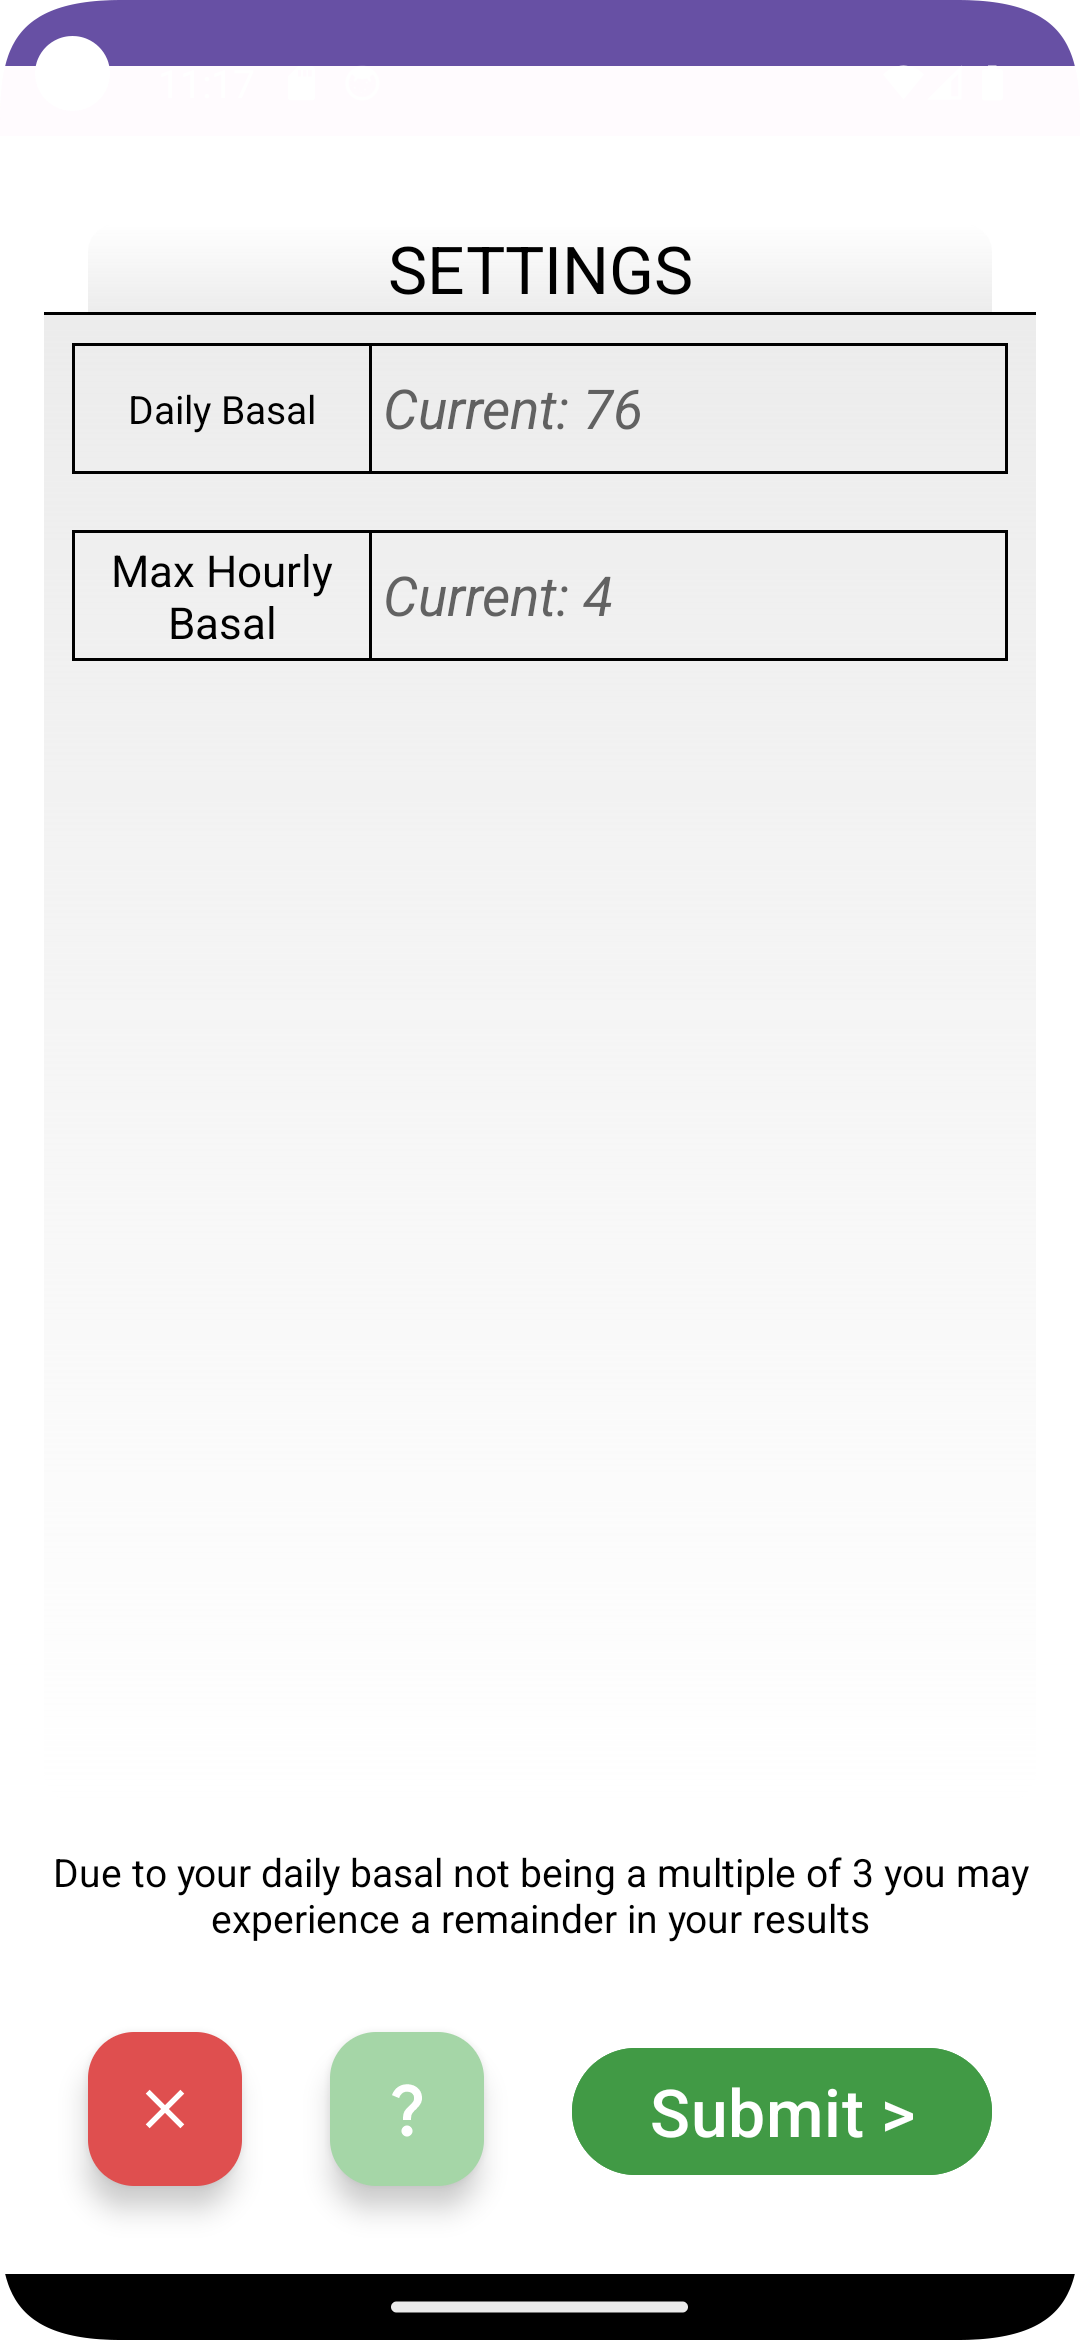 SETTINGS
Daily Basal
Current: 76
Max Hourly
Basal
Current: 4
Due to your daily basal not being a multiple of 3 you may
experience a remainder in your results
?
Submit >